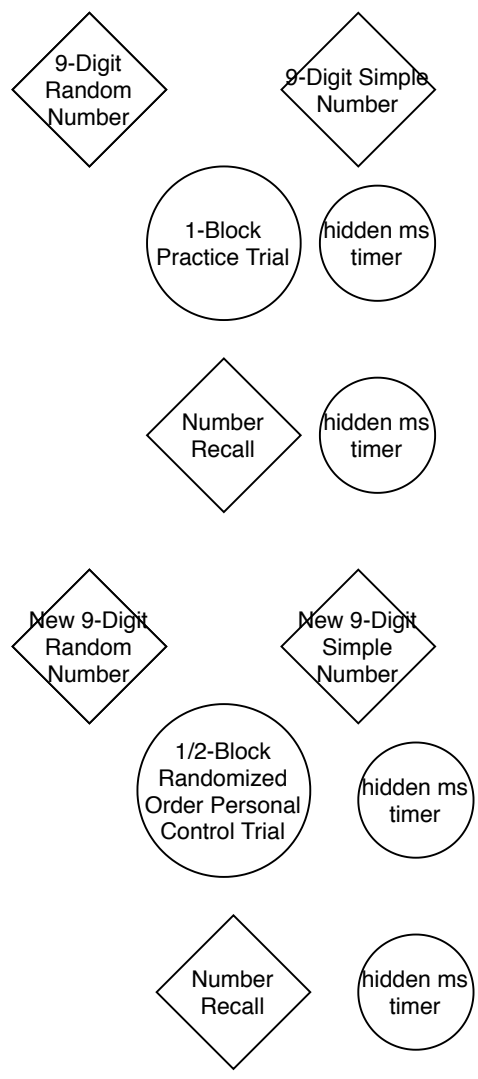 9-Digit
Random
Number
9-Digit Simple
Number
1-Block
Practice Trial
hidden ms
timer
Number
Recall
hidden ms
timer
New 9-Digit
Random
Number
New 9-Digit
Simple
Number
1/2-Block
Randomized
Order Personal
Control Trial
hidden ms
timer
Number
Recall
hidden ms
timer